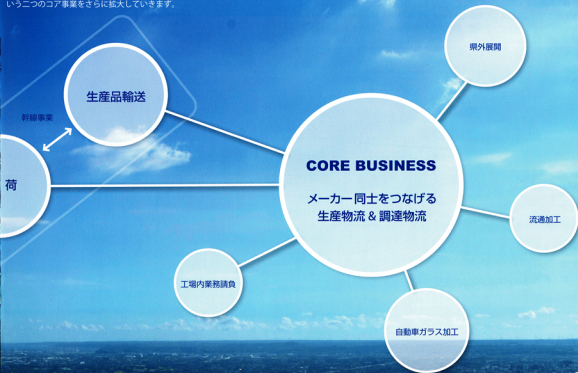 いう二つのコア事業をさらに拡大していきます。
県外展開
生産品輸送
幹線事業
荷
CORE BUSINESS
メーカー同士をつなげる
生産物流 & 調達物流
流通加工
工場内業務請負
自動車ガラス加工